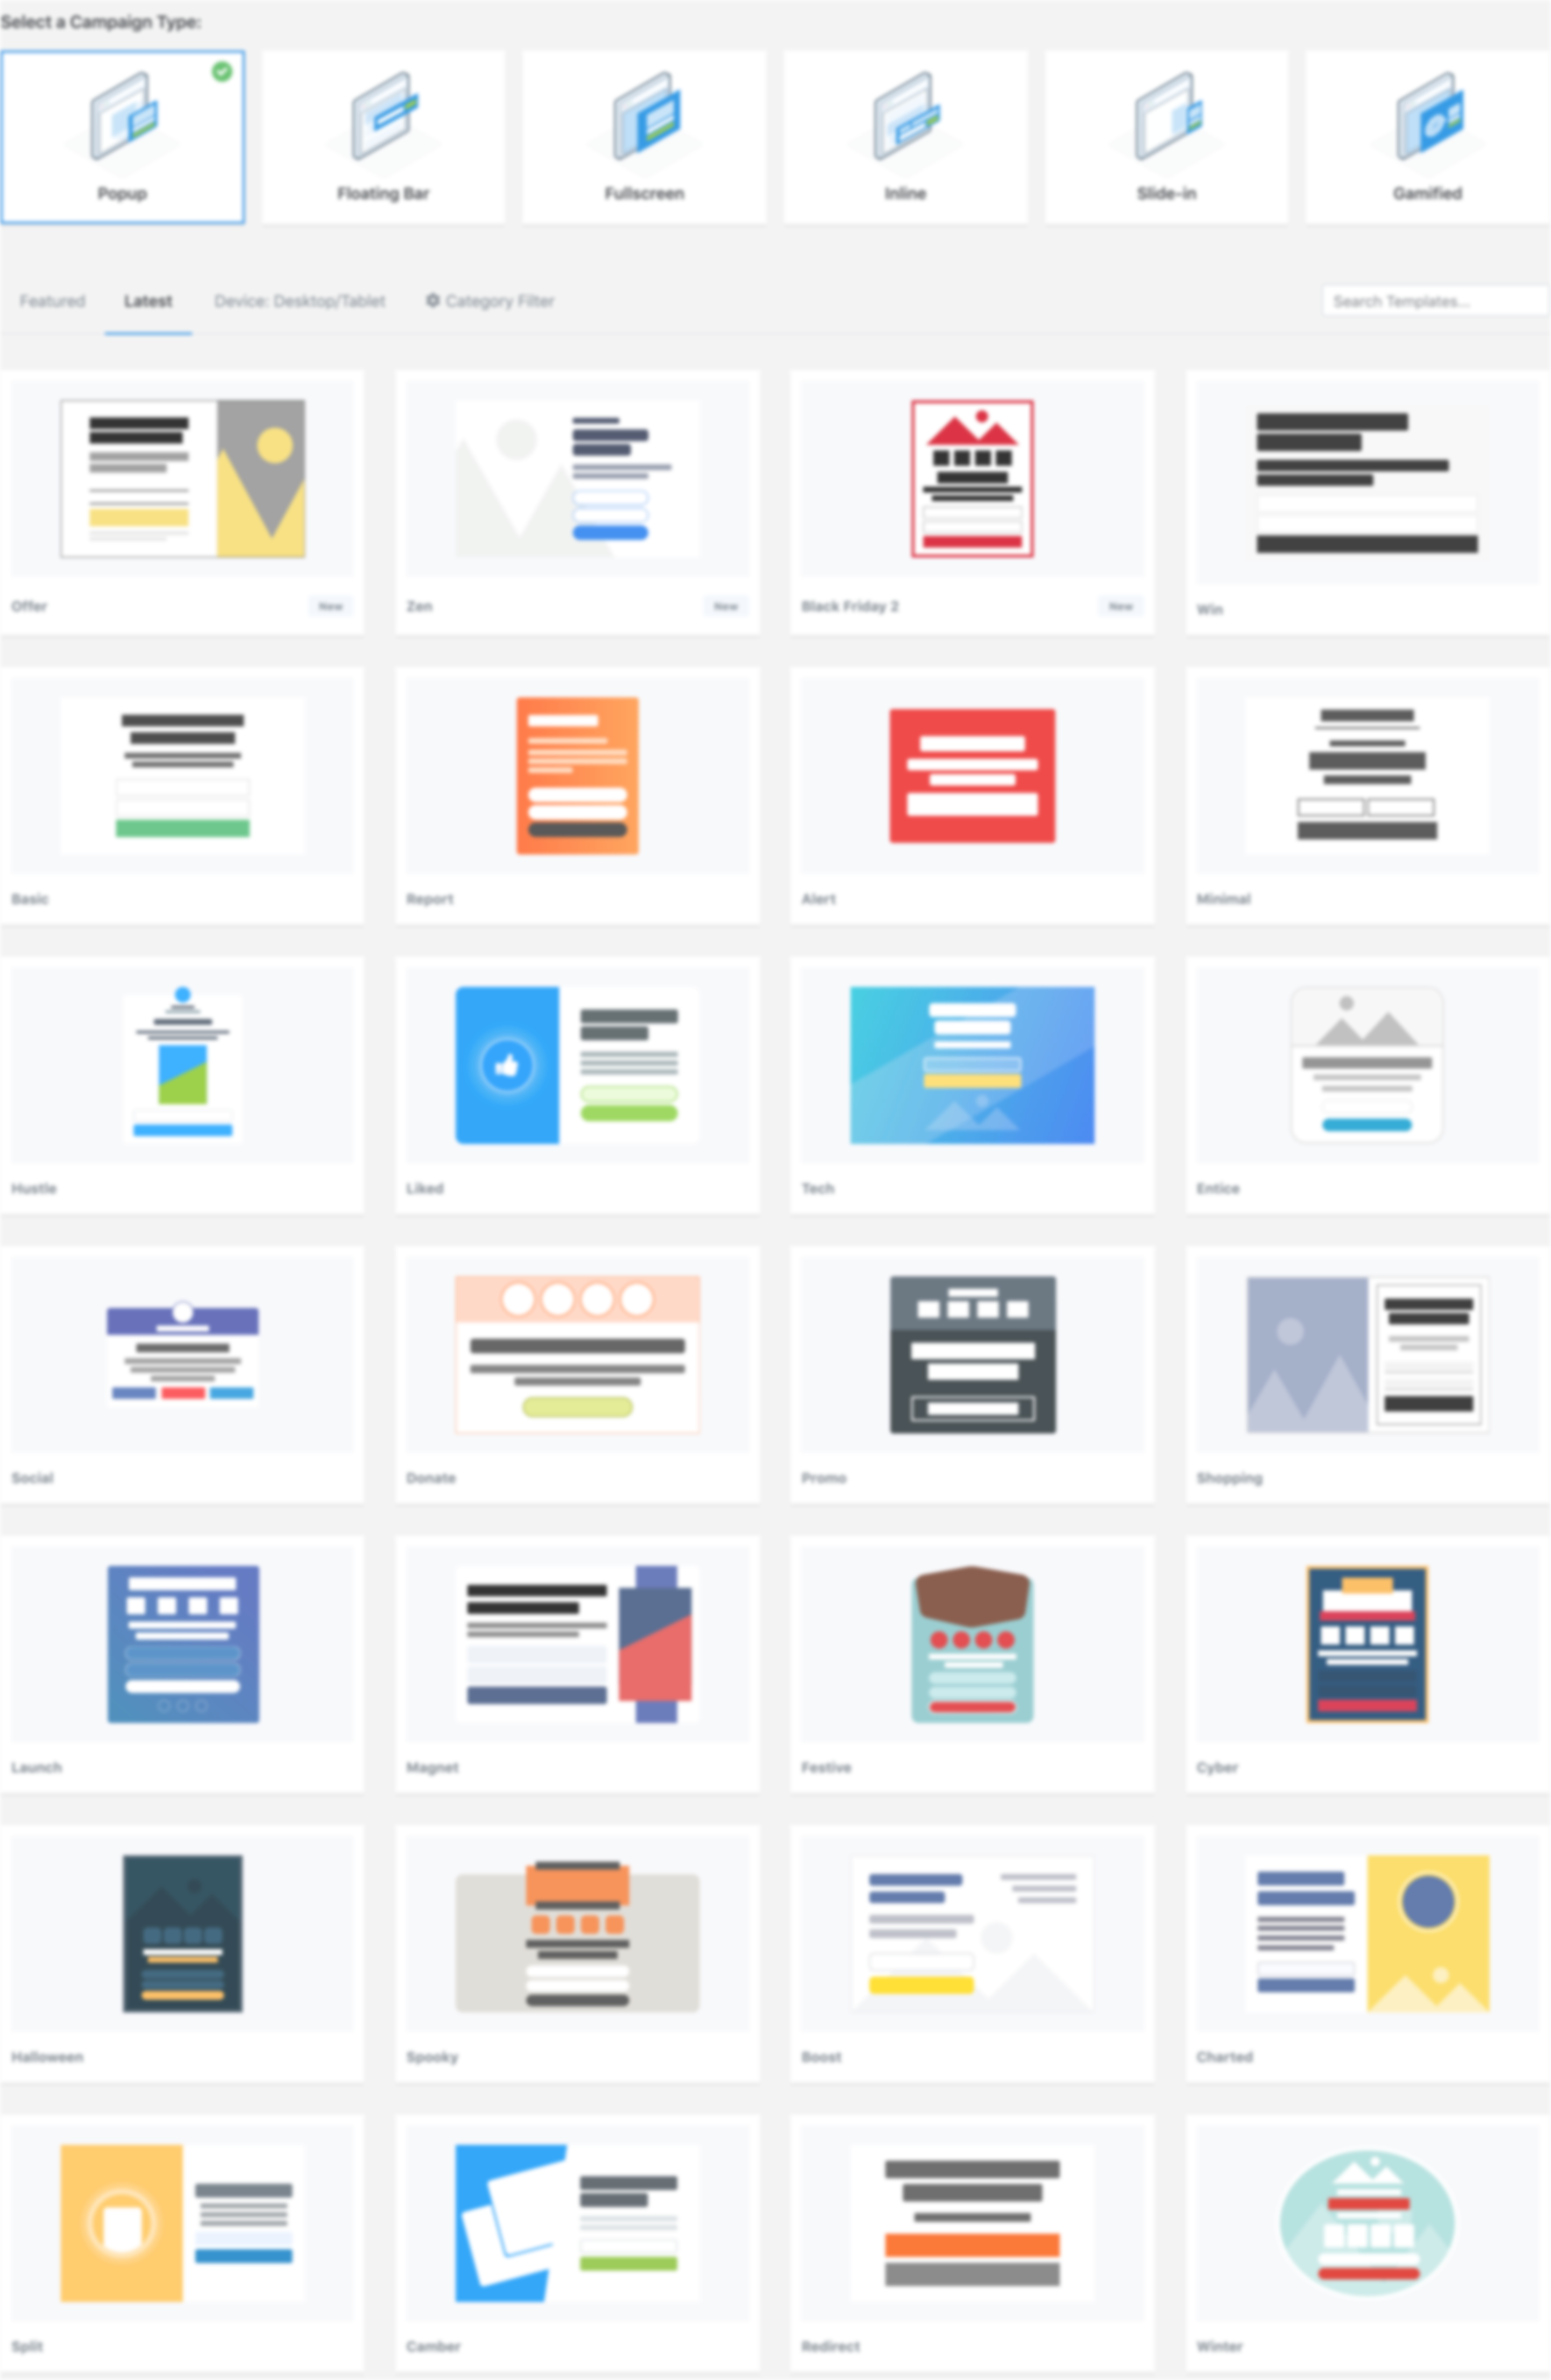 Select a Campaign Type:
Popup
Floating Bar
Fullscreen
Inline
Slide-in
Gamified
Featured
Latest
Device: Desktop/Tablet
Category Filter
Search Templates...
Offer
New
Zen
New
Black Friday 2
New
Win
Basic
Report
Alert
Minimal
Hustle
Liked
Tech
Entice
Social
Donate
Promo
Shopping
Launch
Magnet
Festive
Cyber
Halloween
Spooky
Boost
Charted
Split
Camber
Redirect
Winter